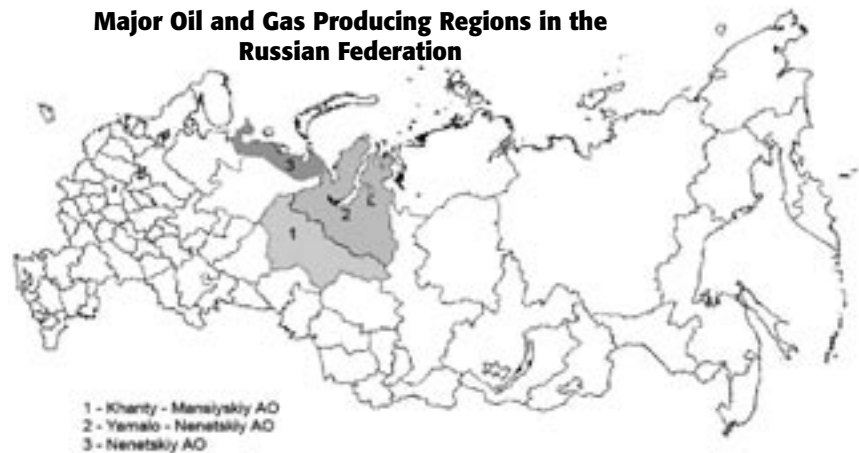 Major Oil and Gas Producing Regions in the
Russian Federation
3
2
1
1 - Khanty - Mansiyskiy AO
2 - Yamalo - Nenetskiy AO
3 - Nenetskiy AO